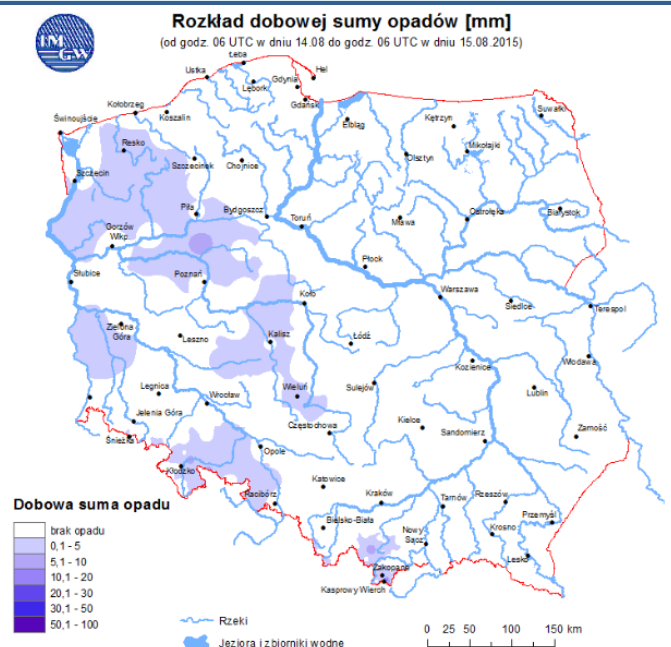 IM
GW
Rozkład dobowej sumy opadów [mm]
(od godz. 06 UTC w dniu 14.08 do godz. 06 UTC w dniu 15.08.2015)
Łeba
Hel
Ustka
Gdynia
Lębork
Gdańsk
Suwałki
Kołobrzeg
Koszalin
Kętrzyn
Świnoujście
Elbląg
Resko
Mikołajki
Olsztyn
Szczecinek
Chojnice
Szczecin
Piła
Bydgoszcz
Toruń
Ostrołęka
Białystok
Mława
Gorzów
Wlkp.
Płock
Słubice
Poznań
Koło
Warszawa
Siedlce
Terespol
Zielona
Góra
Leszno
Kalisz
Łódź
Włodawa
Kozienice
Legnica
Wieluń
Sulejów
Lublin
Wrocław
Jelenia Góra
Częstochowa
Kielce
Sandomierz
Zamość
Śnieżka
Opole
Kłodzko
Katowice
Racibórz
Kraków
Tarnów
Rzeszów
Przemyśl
Bielsko-Biała
Nowy
Sącz
Krosno
Lesko
Zakopane
Kasprowy Wierch
Dobowa suma opadu
brak opadu
0,1 - 5
5,1 - 10
10,1 - 20
20,1 - 30
30,1 - 50
50,1 - 100
Rzeki
Jeziora i zbiorniki wodne
0 25 50 100 150 km